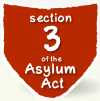 section
3
of the
Asylum
Act